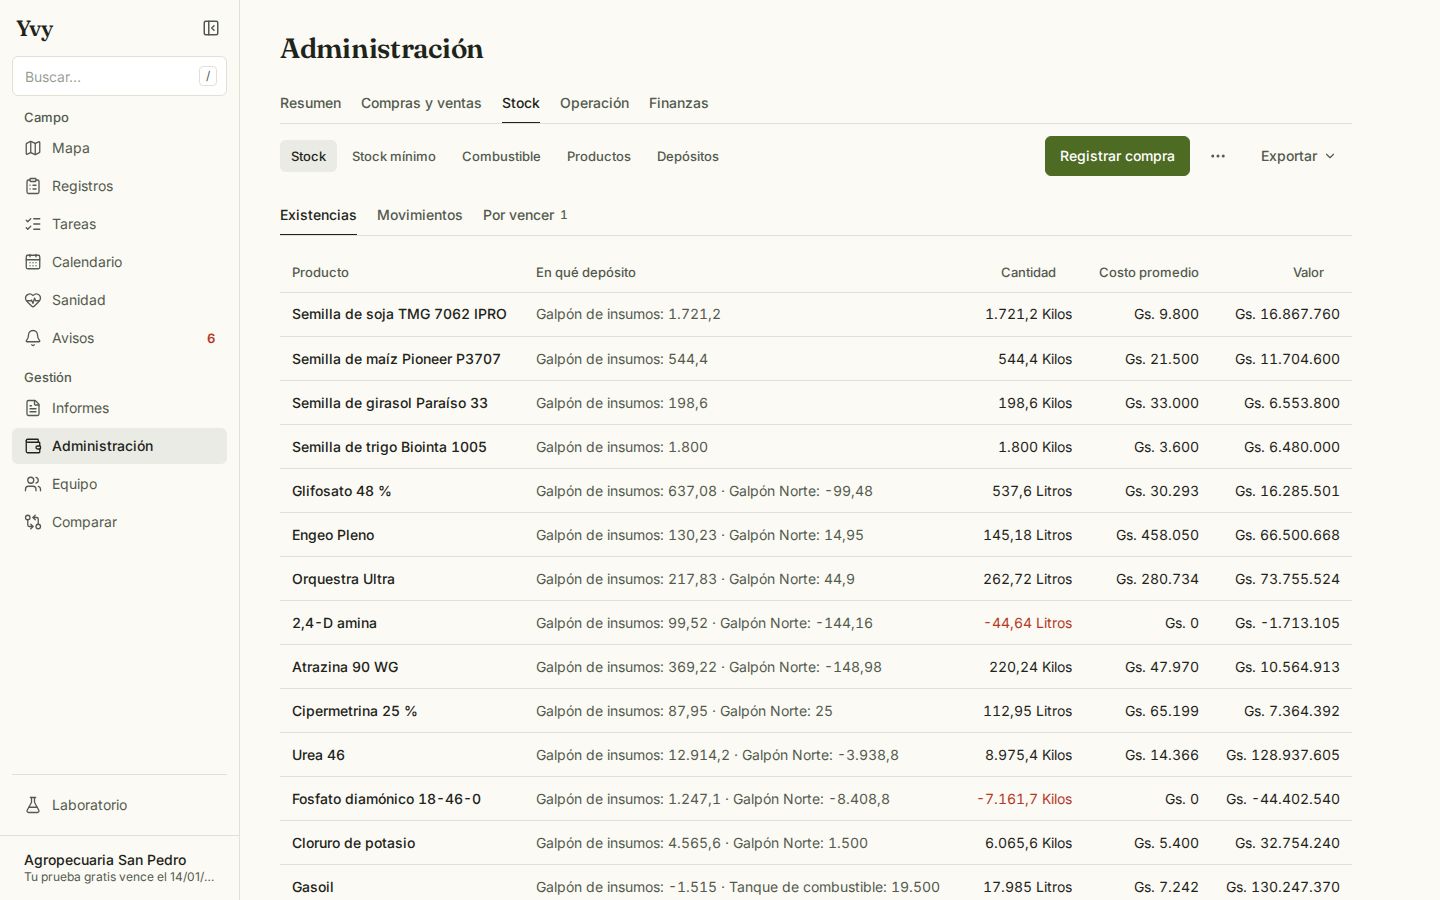 Yvy
Buscar... /
Campo
Mapa
Registros
Tareas
Calendario
Sanidad
Avisos 6
Gestión
Informes
Administración
Equipo
Comparar
Laboratorio
Agropecuaria San Pedro
Tu prueba gratis vence el 14/01/...
Administración
Resumen Compras y ventas Stock Operación Finanzas
Stock Stock mínimo Combustible Productos Depósitos Registrar compra ... Exportar
Existencias Movimientos Por vencer 1
Producto En qué depósito Cantidad Costo promedio Valor
Semilla de soja TMG 7062 IPRO Galpón de insumos: 1.721,2 1.721,2 Kilos Gs. 9.800 Gs. 16.867.760
Semilla de maíz Pioneer P3707 Galpón de insumos: 544,4 544,4 Kilos Gs. 21.500 Gs. 11.704.600
Semilla de girasol Paraíso 33 Galpón de insumos: 198,6 198,6 Kilos Gs. 33.000 Gs. 6.553.800
Semilla de trigo Biointa 1005 Galpón de insumos: 1.800 1.800 Kilos Gs. 3.600 Gs. 6.480.000
Glifosato 48 % Galpón de insumos: 637,08 · Galpón Norte: -99,48 537,6 Litros Gs. 30.293 Gs. 16.285.501
Engeo Pleno Galpón de insumos: 130,23 · Galpón Norte: 14,95 145,18 Litros Gs. 458.050 Gs. 66.500.668
Orquestra Ultra Galpón de insumos: 217,83 · Galpón Norte: 44,9 262,72 Litros Gs. 280.734 Gs. 73.755.524
2,4-D amina Galpón de insumos: 99,52 · Galpón Norte: -144,16 -44,64 Litros Gs. 0 Gs. -1.713.105
Atrazina 90 WG Galpón de insumos: 369,22 · Galpón Norte: -148,98 220,24 Kilos Gs. 47.970 Gs. 10.564.913
Cipermetrina 25 % Galpón de insumos: 87,95 · Galpón Norte: 25 112,95 Litros Gs. 65.199 Gs. 7.364.392
Urea 46 Galpón de insumos: 12.914,2 · Galpón Norte: -3.938,8 8.975,4 Kilos Gs. 14.366 Gs. 128.937.605
Fosfato diamónico 18-46-0 Galpón de insumos: 1.247,1 · Galpón Norte: -8.408,8 -7.161,7 Kilos Gs. 0 Gs. -44.402.540
Cloruro de potasio Galpón de insumos: 4.565,6 · Galpón Norte: 1.500 6.065,6 Kilos Gs. 5.400 Gs. 32.754.240
Gasoil Galpón de insumos: -1.515 · Tanque de combustible: 19.500 17.985 Litros Gs. 7.242 Gs. 130.247.370